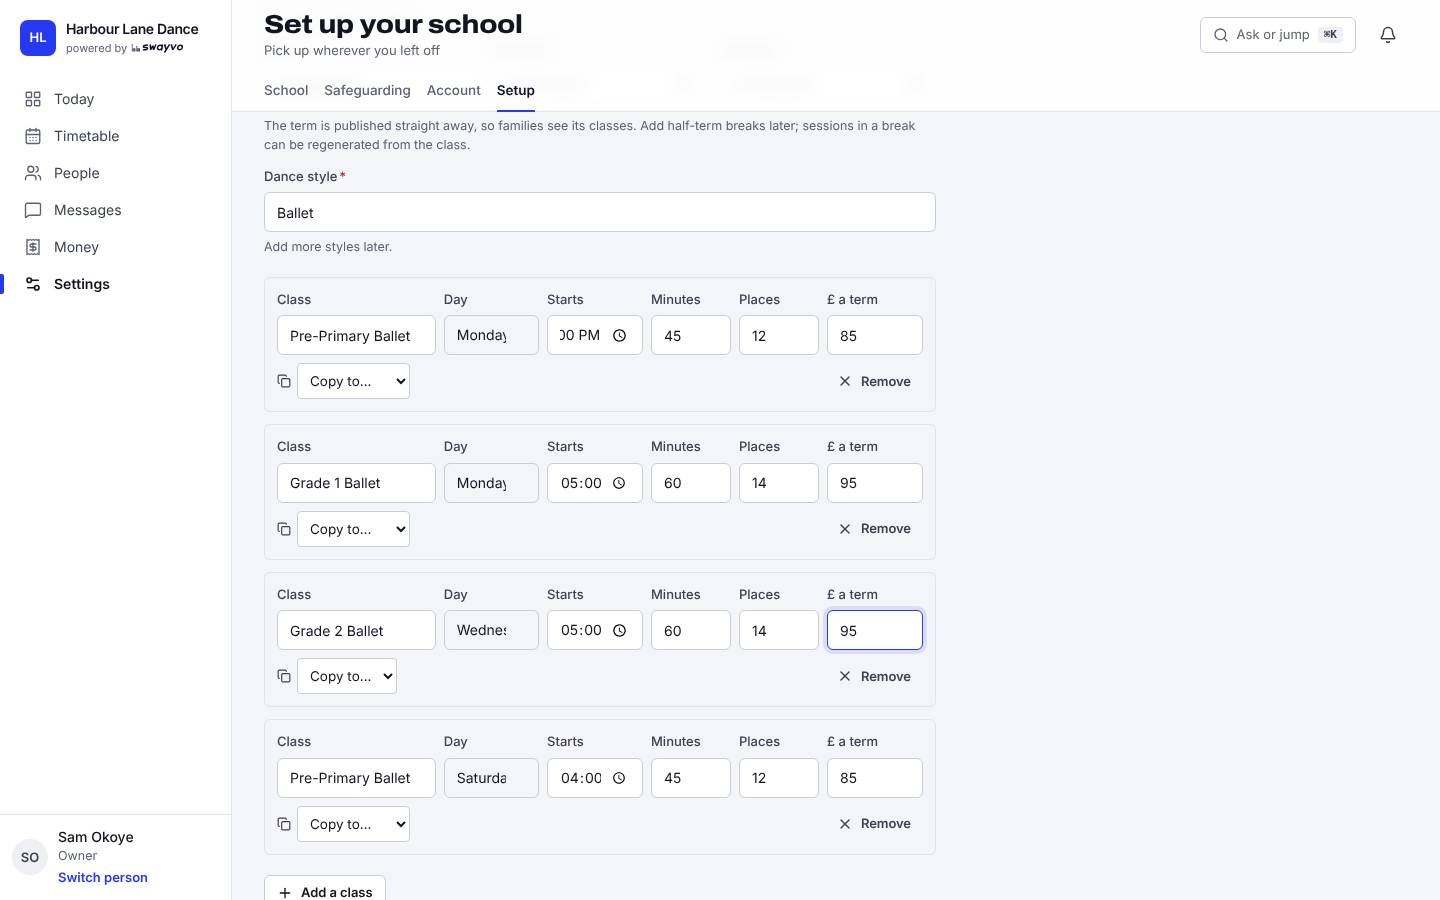 HL
Harbour Lane Dance
powered by swayvo
Today
Timetable
People
Messages
Money
Settings
SO
Sam Okoye
Owner
Switch person
Set up your school
Pick up wherever you left off
Ask or jump ⌘K
School Safeguarding Account Setup
The term is published straight away, so families see its classes. Add half-term breaks later; sessions in a break
can be regenerated from the class.
Dance style*
Ballet
Add more styles later.
Class Day Starts Minutes Places £ a term
Pre-Primary Ballet Monday 00 PM 45 12 85
Copy to... Remove
Class Day Starts Minutes Places £ a term
Grade 1 Ballet Monday 05:00 60 14 95
Copy to... Remove
Class Day Starts Minutes Places £ a term
Grade 2 Ballet Wednes 05:00 60 14 95
Copy to... Remove
Class Day Starts Minutes Places £ a term
Pre-Primary Ballet Saturda 04:00 45 12 85
Copy to... Remove
+ Add a class